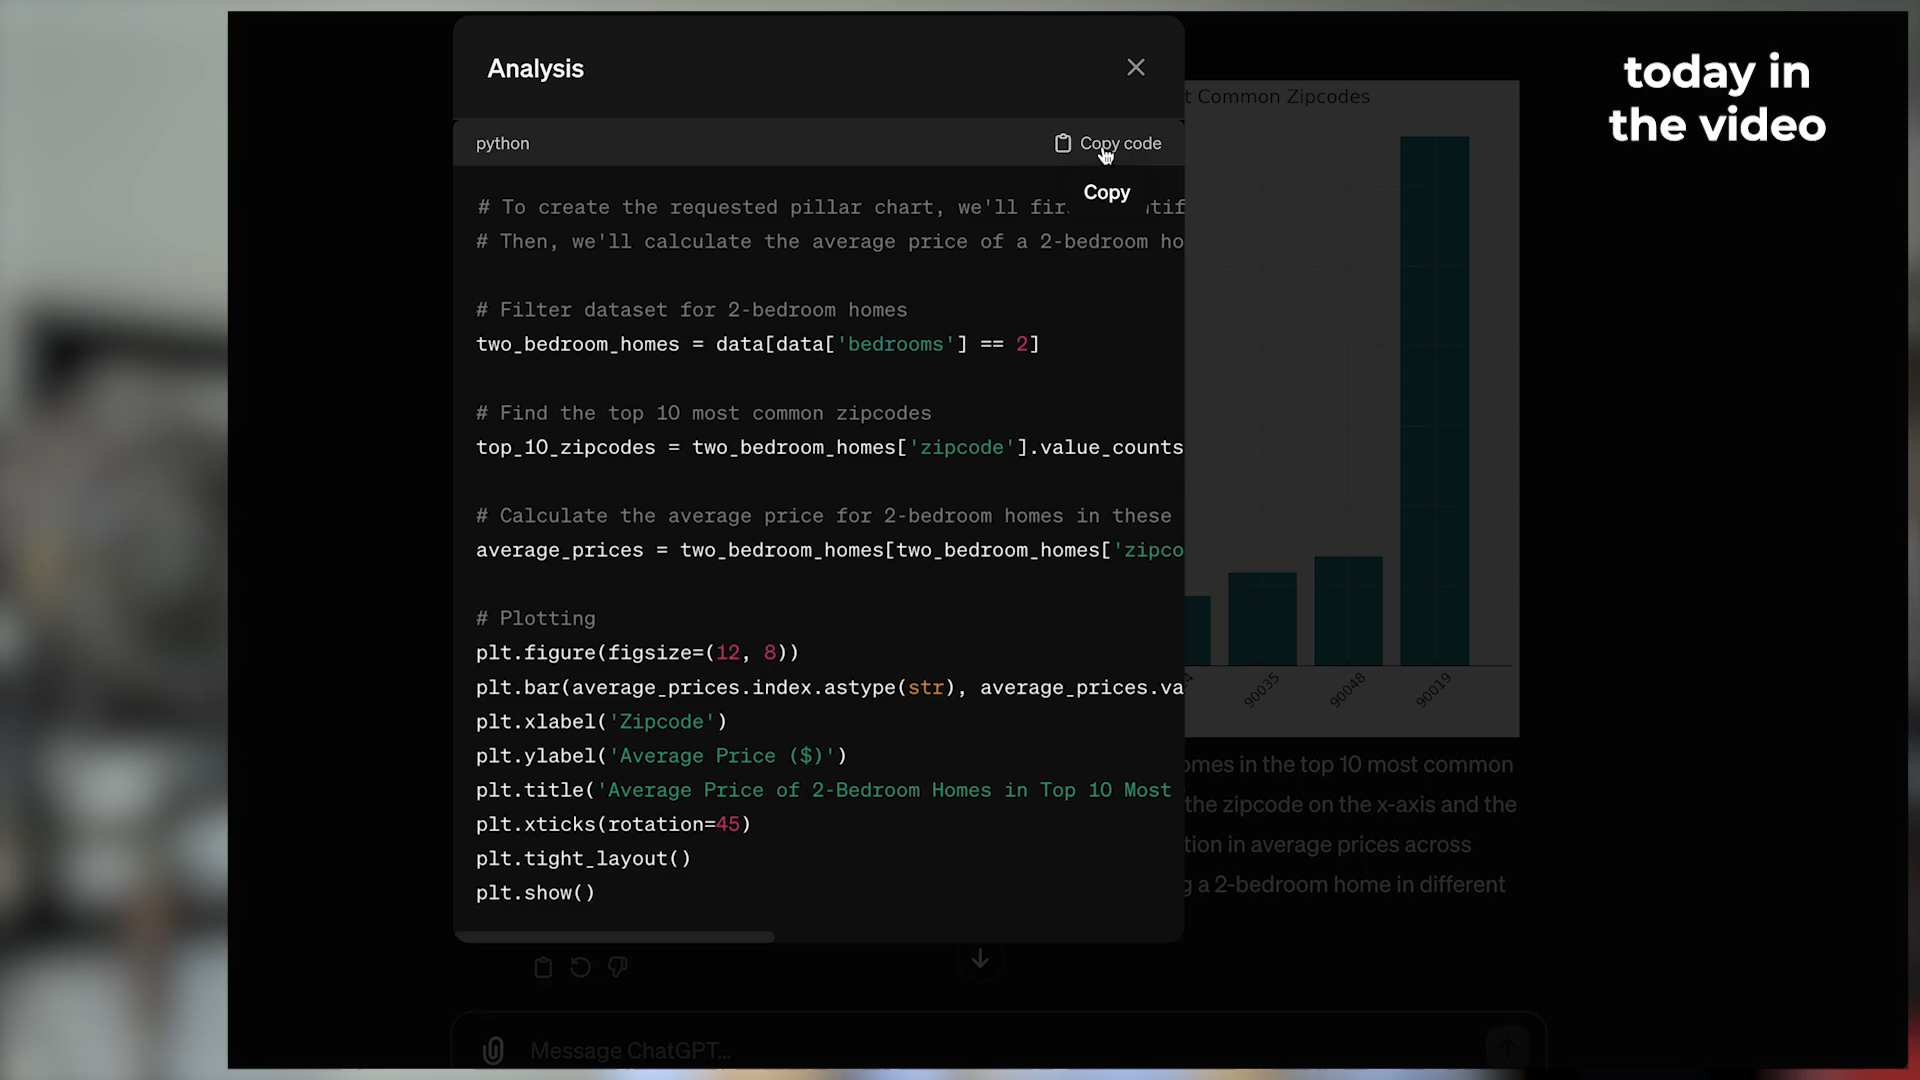 today in
the video
Analysis
python
Copy code
Copy
# To create the requested pillar chart, we'll
# Then, we'll calculate the average price of a 2-bedroom
# Filter dataset for 2-bedroom homes
two_bedroom_homes = data[data['bedrooms'] == 2]
# Find the top 10 most common zipcodes
top_10_zipcodes = two_bedroom_homes['zipcode'].value_counts
# Calculate the average price for 2-bedroom homes in these
average_prices = two_bedroom_homes[two_bedroom_homes['zipco
# Plotting
plt.figure(figsize=(12, 8))
plt.bar(average_prices.index.astype(str), average_prices.va
plt.xlabel('Zipcode')
plt.ylabel('Average Price ($)')
plt.title('Average Price of 2-Bedroom Homes in Top 10 Most
plt.xticks(rotation=45)
plt.tight_layout()
plt.show()
t Common Zipcodes
90035
90048
90019
omes in the top 10 most common
the zipcode on the x-axis and the
tion in average prices across
g a 2-bedroom home in different
Message ChatGPT...